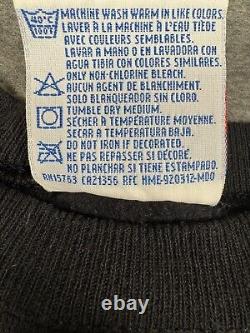 MACHINE WASH WARM IN LIKE COLORS.
40°C
100F
LAVER À LA MACHINE À L'EAU TIÈDE
AVEC COULEURS SEMBLABLES.
LAVAR A MANO O EN LAVADORA CON
AGUA TIBIA CON COLORES SIMILARES.
ONLY NON-CHLORINE BLEACH.
AUCUN AGENT DE BLANCHIMENT.
SOLO BLANQUEADOR SIN CLORO.
TUMBLE DRY MEDIUM.
SÉCHER À TEMPÉRATURE MOYENNE.
SECAR A TEMPERATURA BAJA.
DO NOT IRON IF DECORATED.
NE PAS REPASSER SI DÉCORÉ.
NO PLANCHAR SI TIENE ESTAMPADO.
RN15763 CA21356 RFC HME-920312-MD0